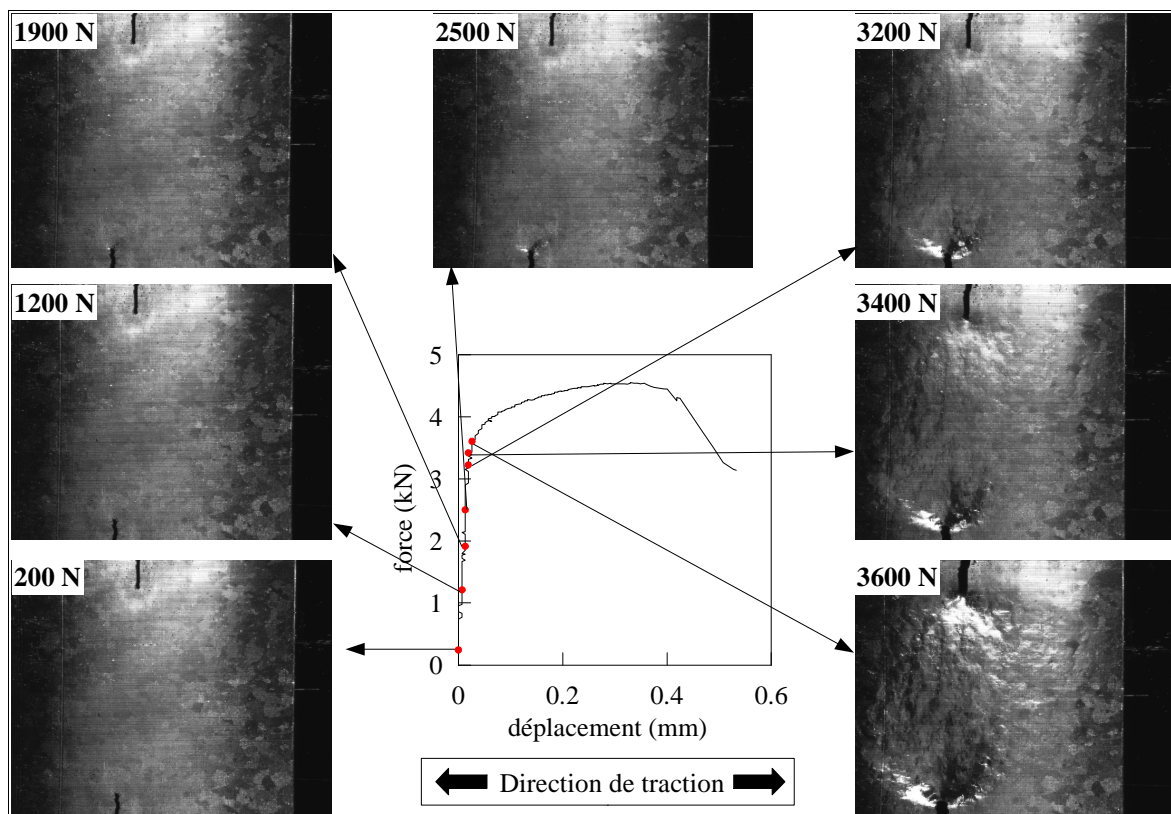 1900 N
2500 N
3200 N
1200 N
3400 N
200 N
3600 N
force (kN)
5
4
3
2
1
0
0
0.2
0.4
0.6
déplacement (mm)
Direction de traction